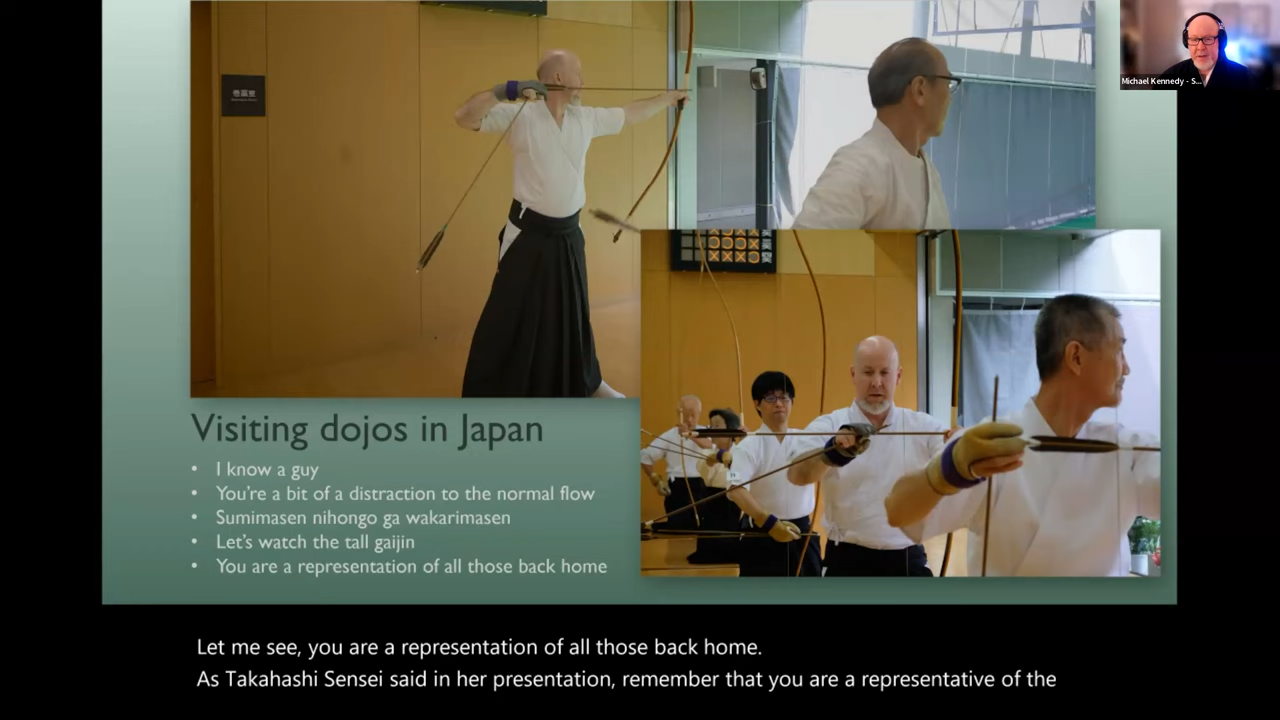 Michael Kennedy - S...
Visiting dojos in Japan
• I know a guy
• You're a bit of a distraction to the normal flow
• Sumimasen nihongo ga wakarimasen
• Let's watch the tall gaijin
• You are a representation of all those back home
Let me see, you are a representation of all those back home.
As Takahashi Sensei said in her presentation, remember that you are a representative of the